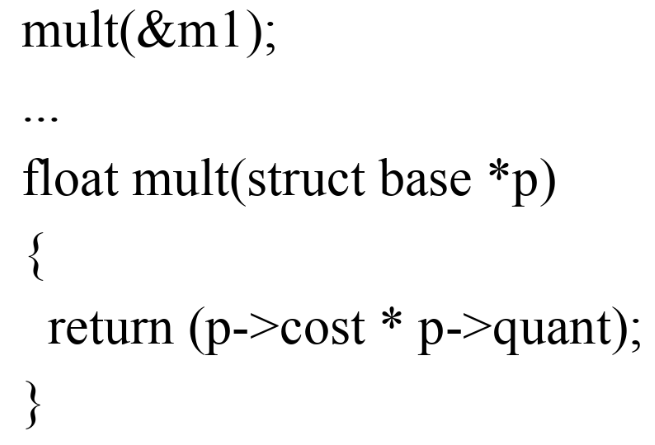 mult(&m1);
...
float mult(struct base *p)
{
return (p->cost * p->quant);
}